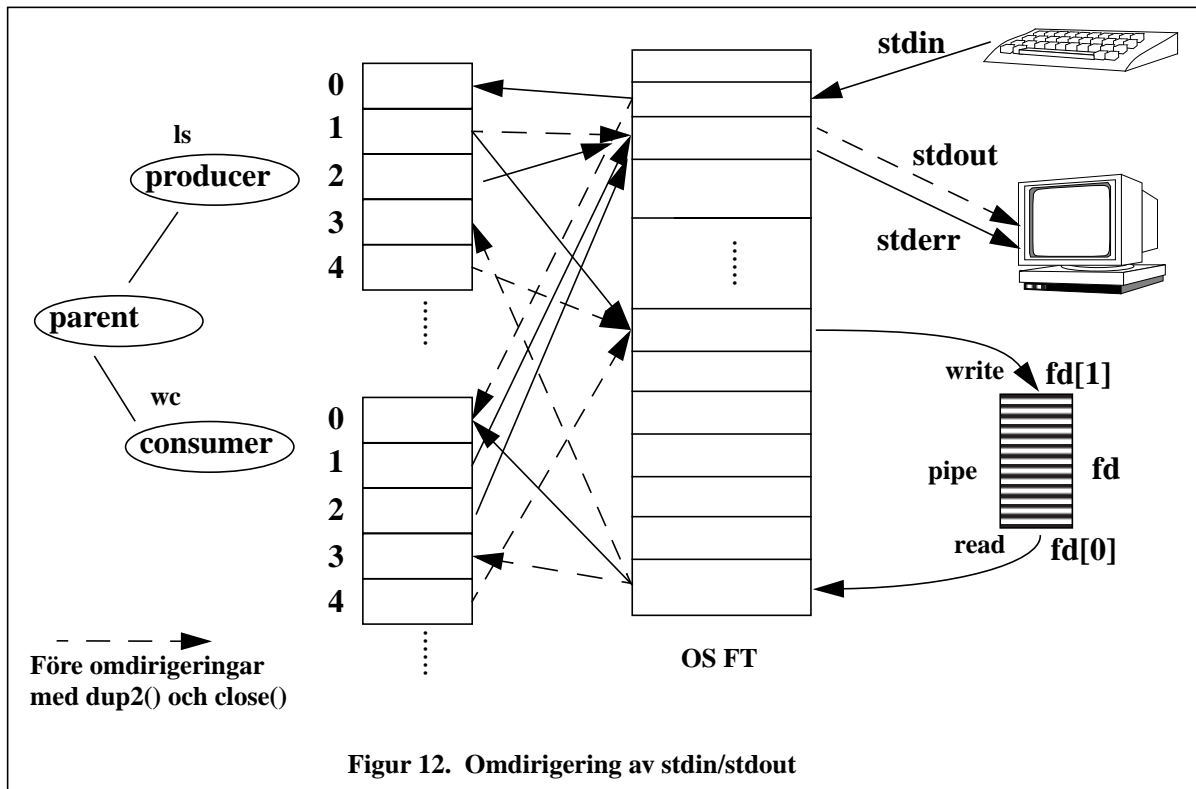 stdin
0
1
2
3
4
ls
producer
stdout
stderr
parent
wc
consumer
0
1
2
3
4
write
fd[1]
pipe
fd
read
fd[0]
OS FT
Före omdirigeringar
med dup2() och close()
Figur 12. Omdirigering av stdin/stdout